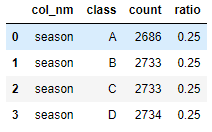 col_nm class count ratio
0 season A 2686 0.25
1 season B 2733 0.25
2 season C 2733 0.25
3 season D 2734 0.25